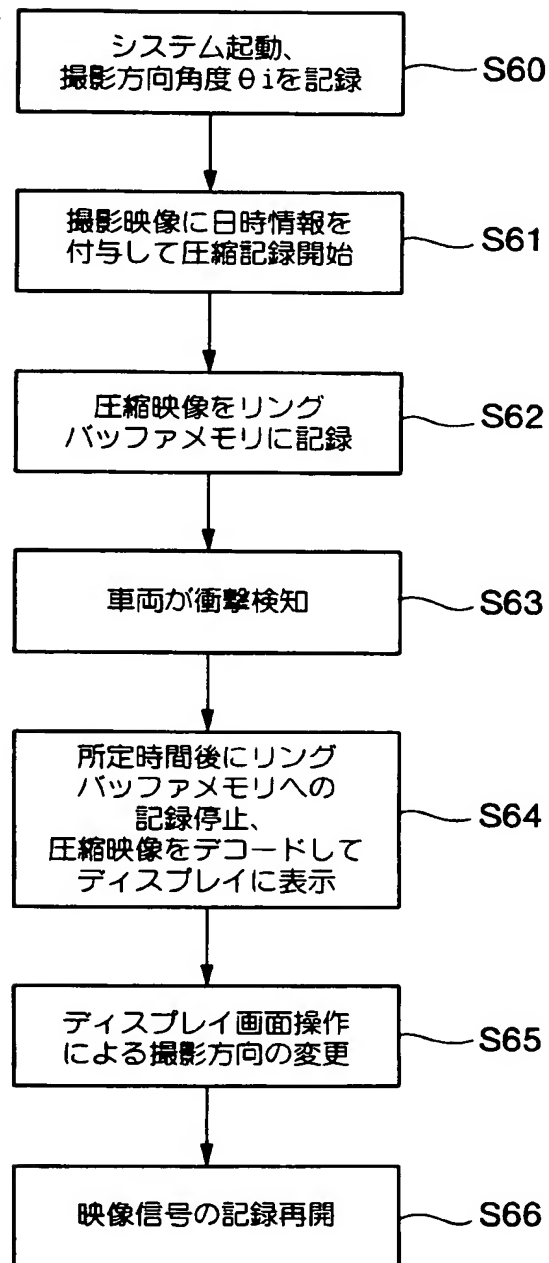 システム起動、
撮影方向角度θiを記録
S60
撮影映像に日時情報を
付与して圧縮記録開始
S61
圧縮映像をリング
バッファメモリに記録
S62
車両が衝撃検知
S63
所定時間後にリング
バッファメモリへの
記録停止、
圧縮映像をデコードして
ディスプレイに表示
S64
ディスプレイ画面操作
による撮影方向の変更
S65
映像信号の記録再開
S66